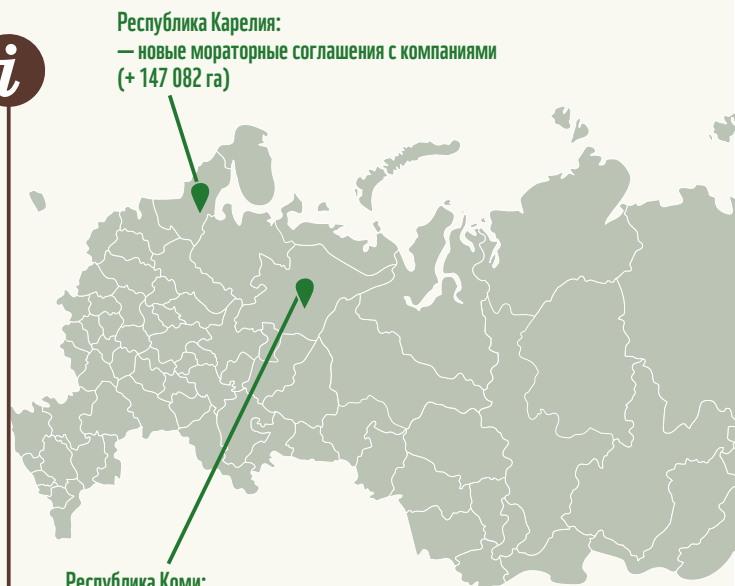 Республика Карелия:
— новые мораторные соглашения с компаниями
(+ 147 082 га)
i
Республика Коми: